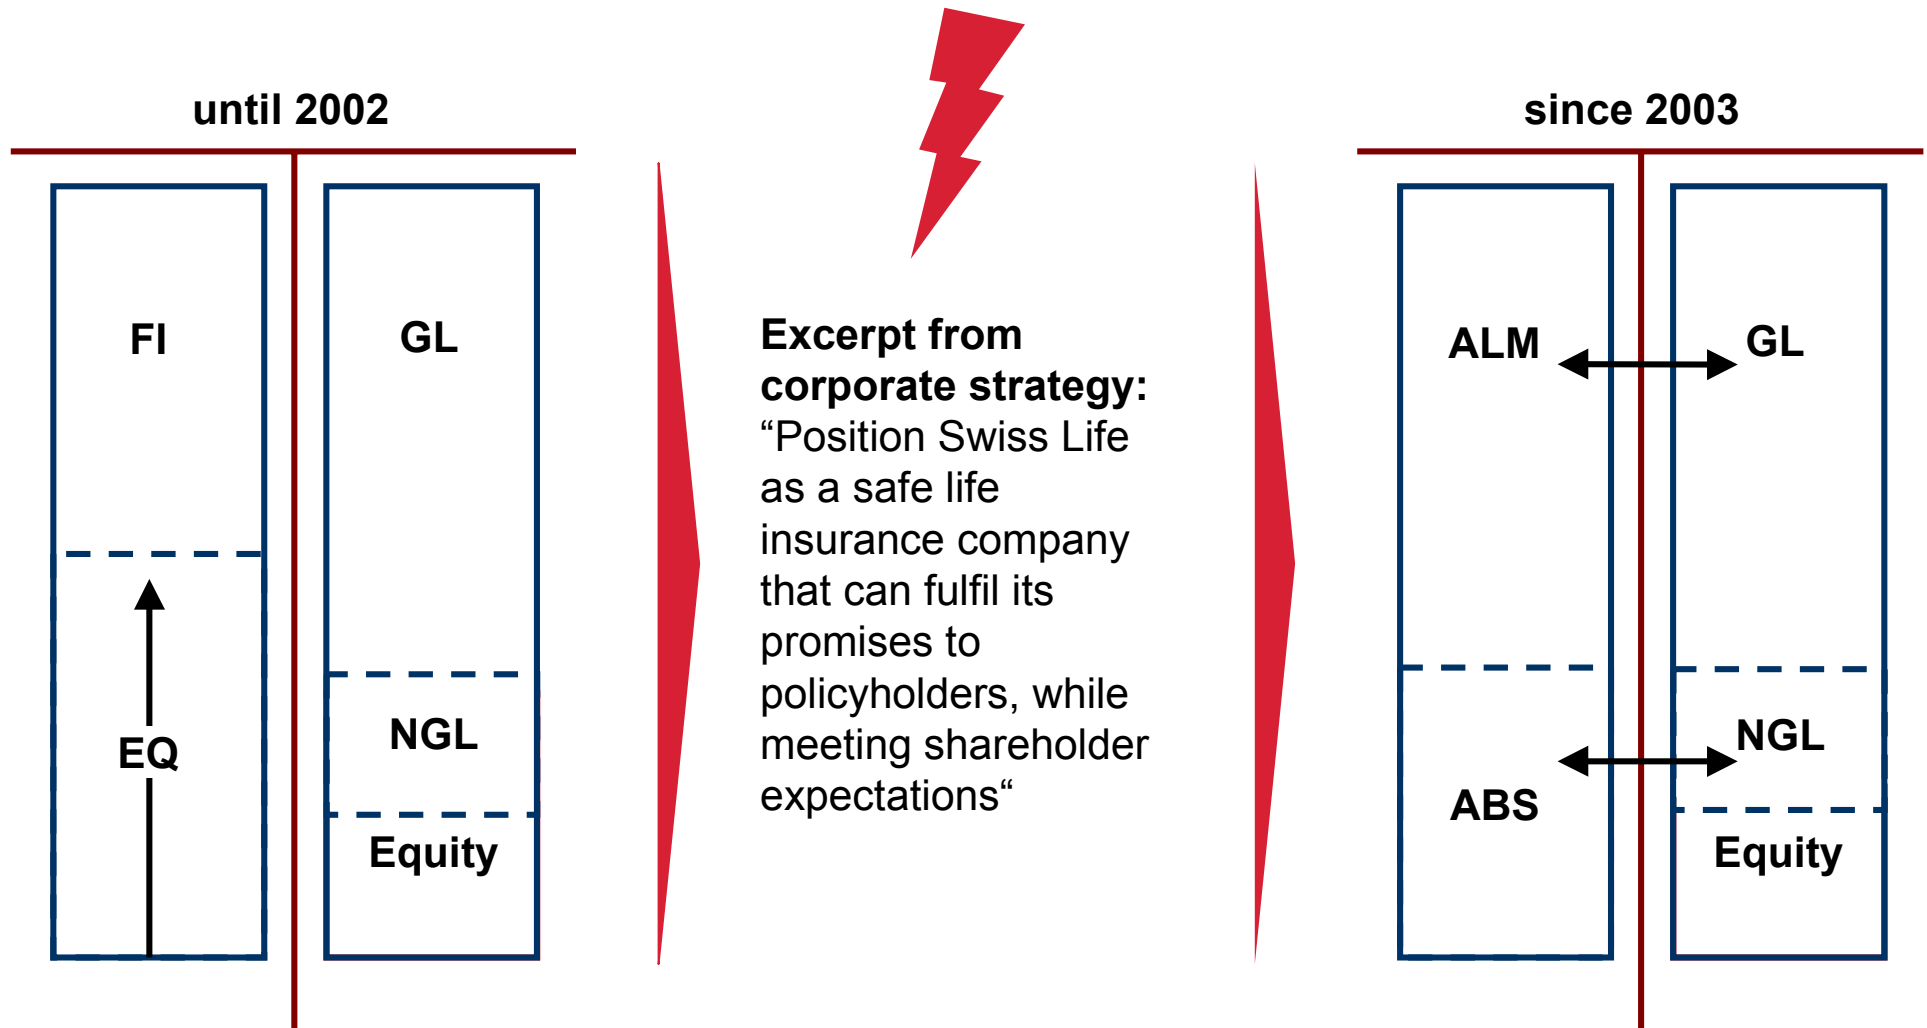 until 2002
FI
GL
EQ
NGL
Equity
Excerpt from
corporate strategy:
“Position Swiss Life
as a safe life
insurance company
that can fulfil its
promises to
policyholders, while
meeting shareholder
expectations“
since 2003
ALM
GL
NGL
ABS
Equity